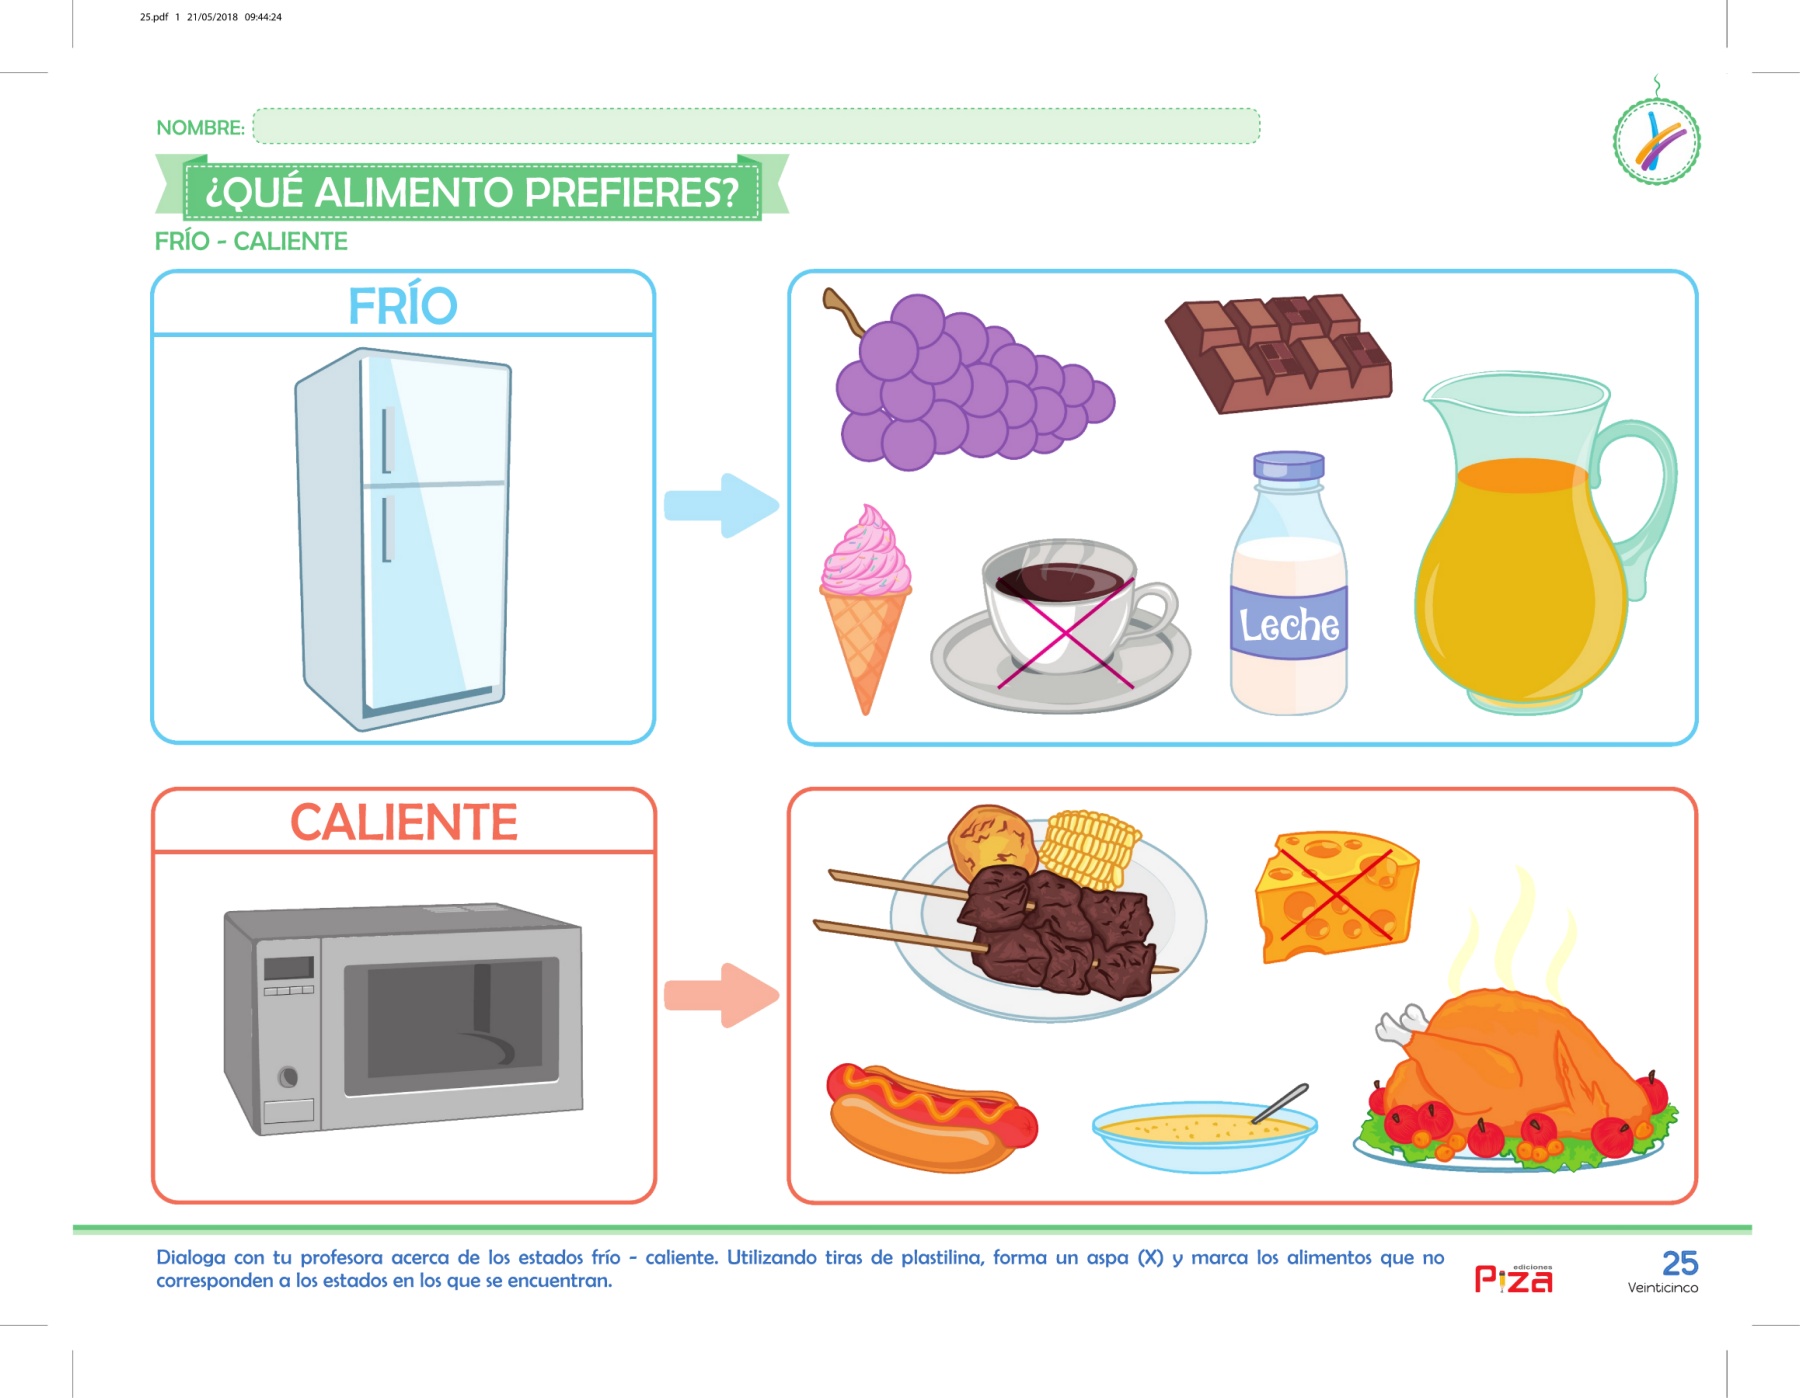 25.pdf 1 21/05/2018 09:44:24
NOMBRE:
¿QUÉ ALIMENTO PREFIERES?
FRÍO - CALIENTE
FRÍO
Leche
CALIENTE
Dialoga con tu profesora acerca de los estados frío - caliente. Utilizando tiras de plastilina, forma un aspa (X) y marca los alimentos que no
corresponden a los estados en los que se encuentran.
ediciones
Piza
25
Veinticinco